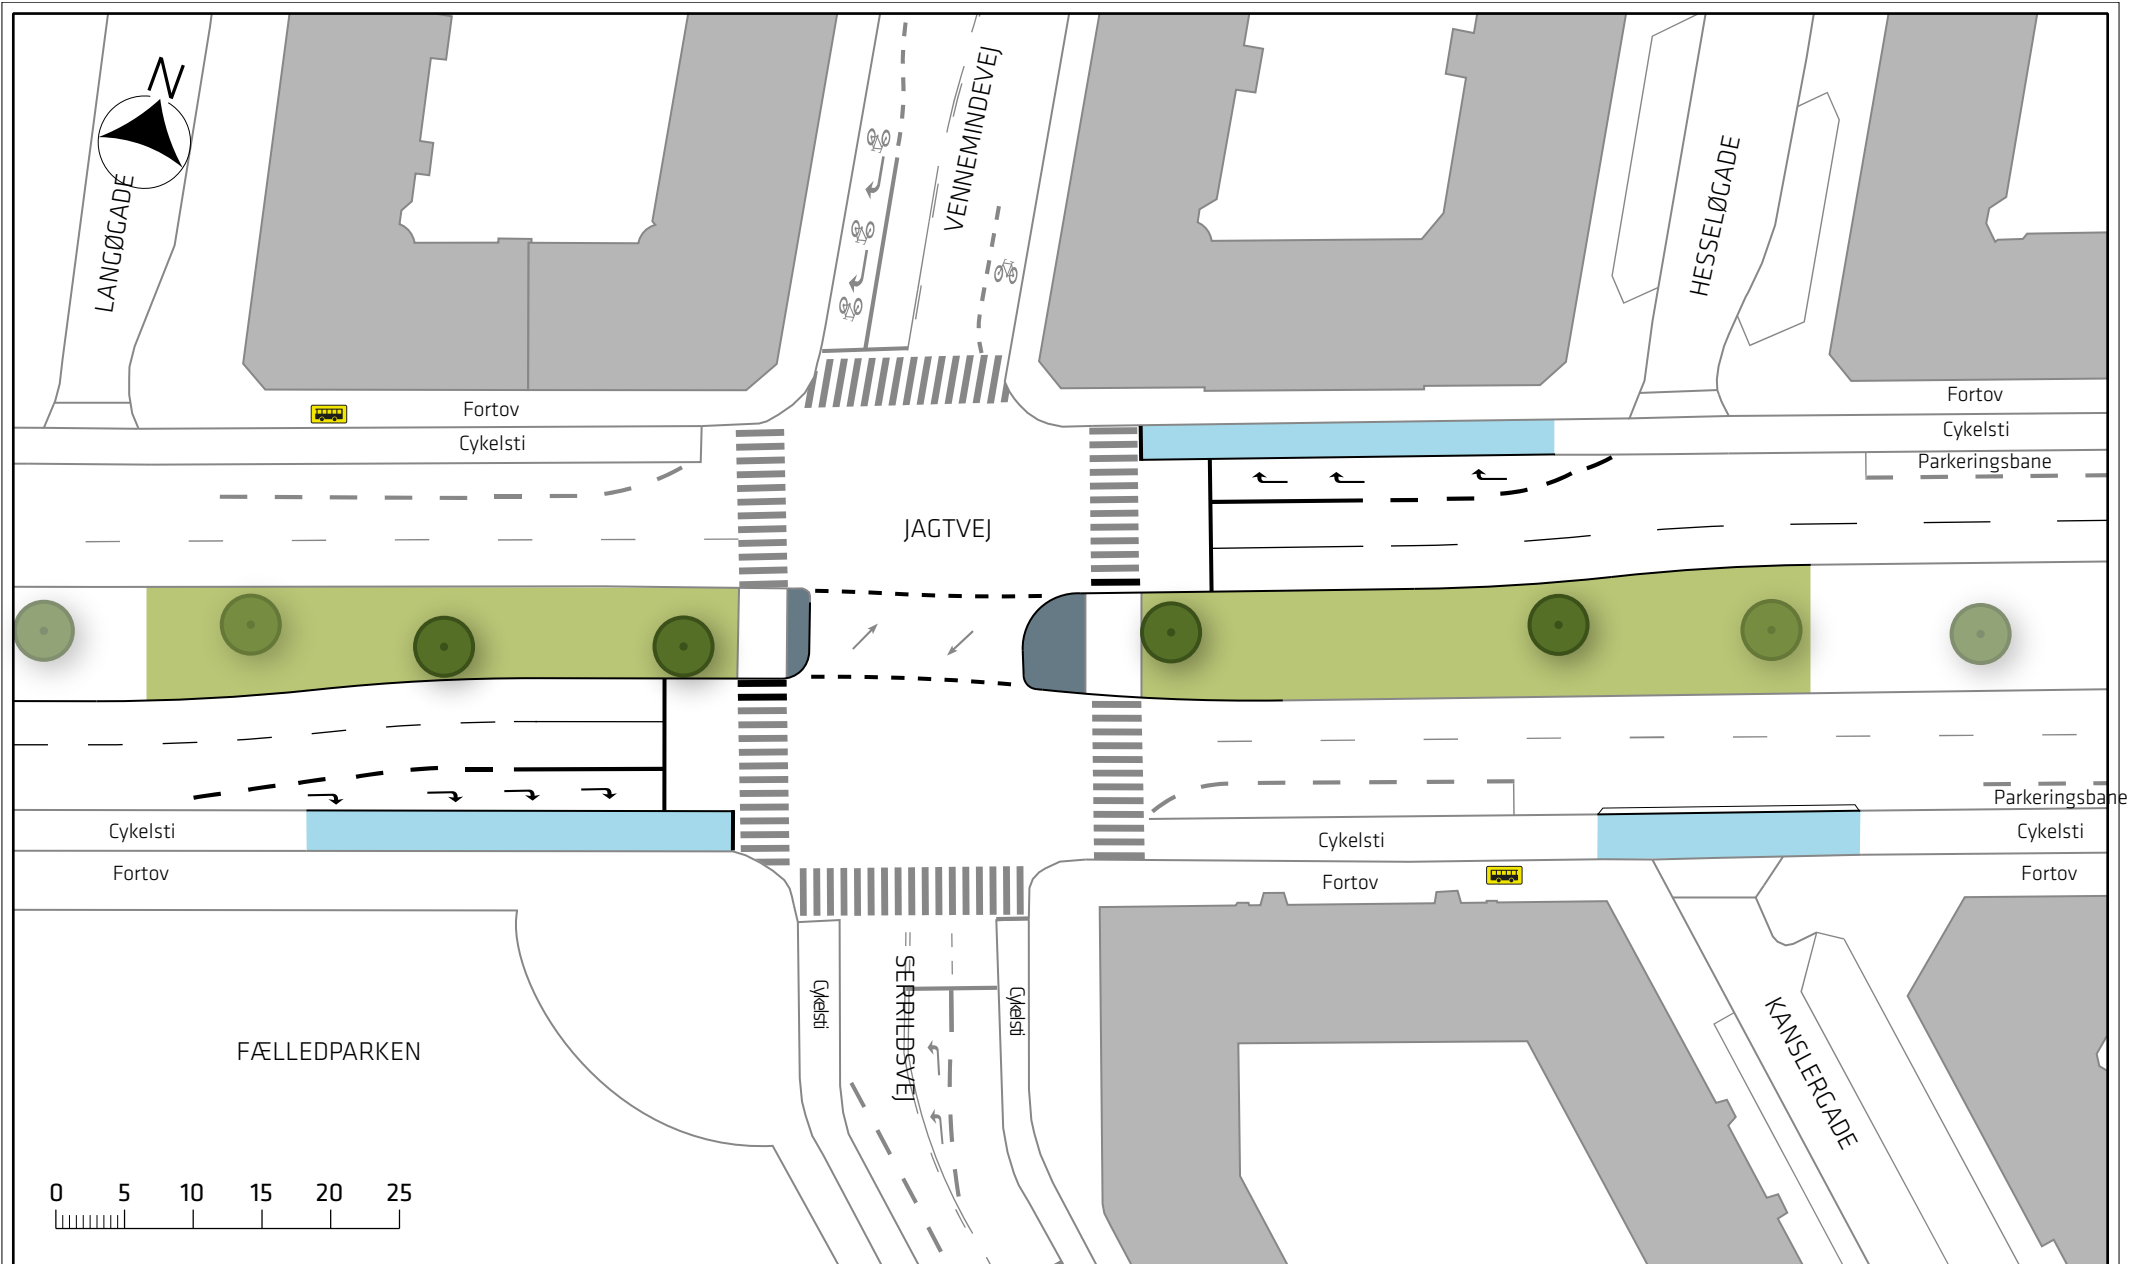 N
LANGØGADE
VENNEMINDEVEJ
HESSELØGADE
Fortov
Cykelsti
Fortov
Cykelsti
Parkeringsbane
JAGTVEJ
Cykelsti
Fortov
Cykelsti
Fortov
Parkeringsbane
Cykelsti
Fortov
Cykelsti
SERRILDSVEJ
Cykelsti
KANSLERGADE
FÆLLEDPARKEN
0 5 10 15 20 25